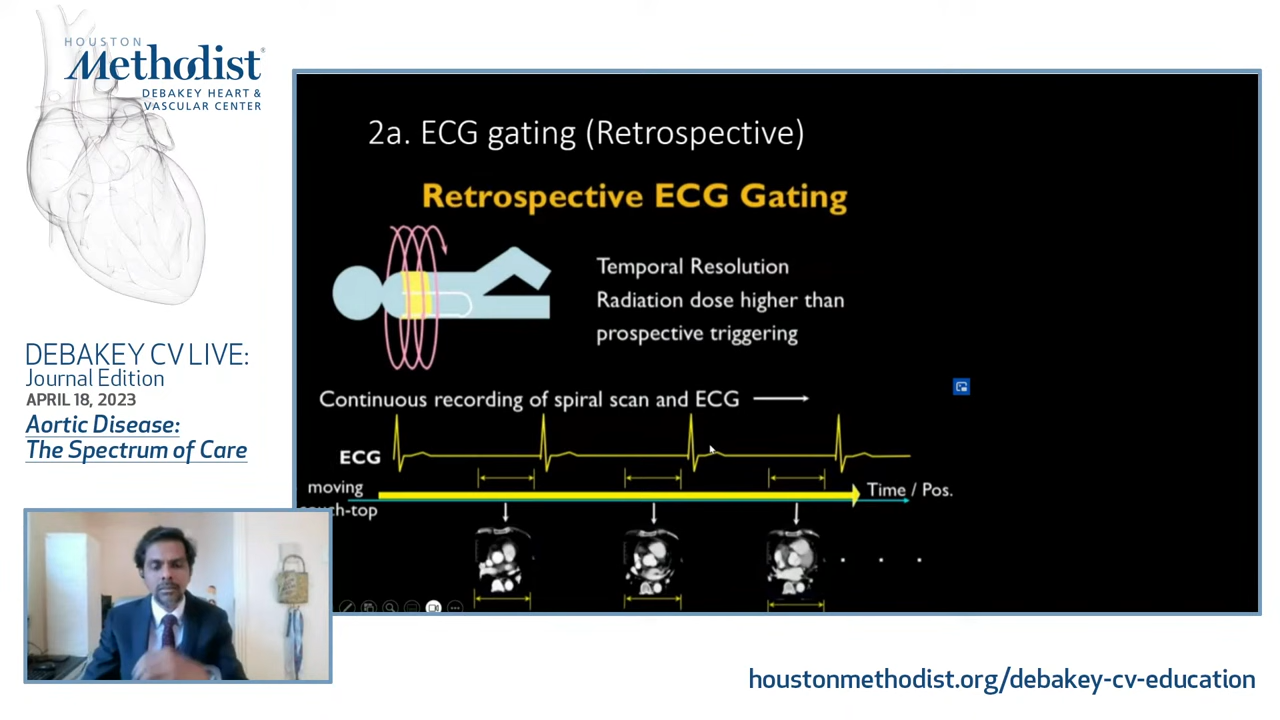 HOUSTON
Methodist®
DEBAKEY HEART &
VASCULAR CENTER
DEBAKEY CV LIVE:
Journal Edition
APRIL 18, 2023
Aortic Disease:
The Spectrum of Care
2a. ECG gating (Retrospective)
Retrospective ECG Gating
Temporal Resolution
Radiation dose higher than
prospective triggering
Continuous recording of spiral scan and ECG
ECG
moving
Time / Pos.
-top
houstonmethodist.org/debakey-cv-education